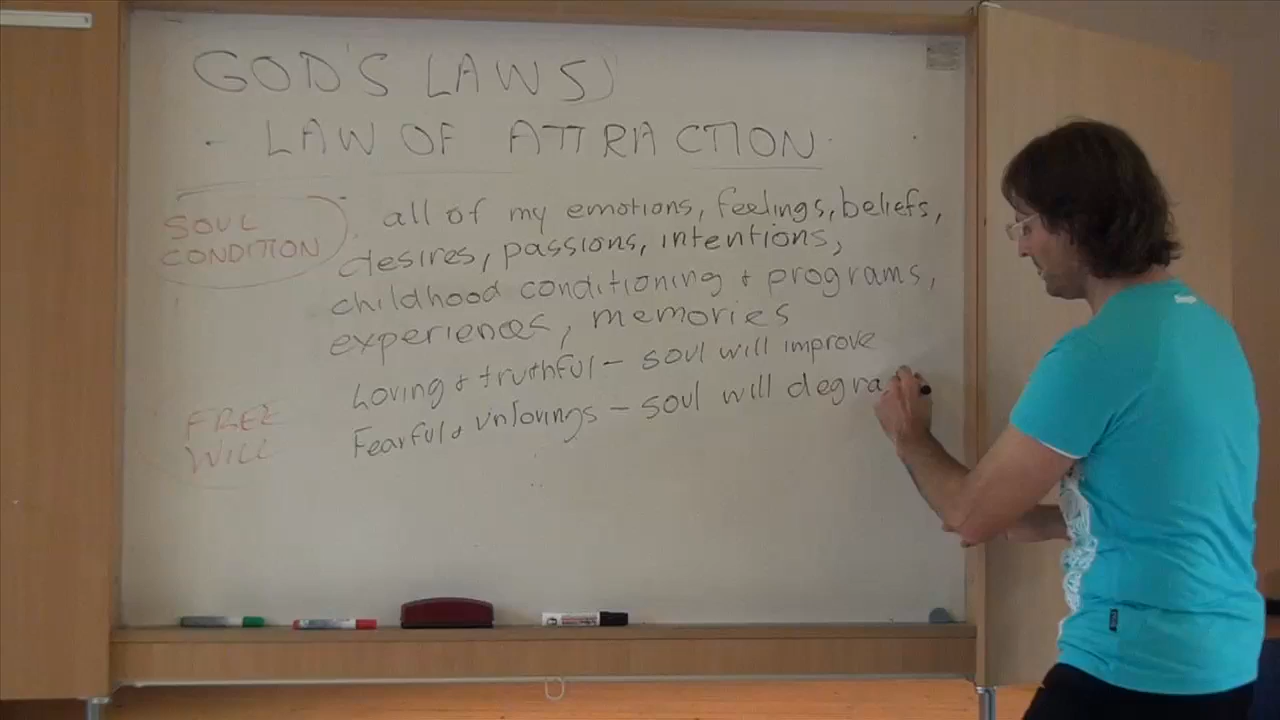 GOD'S LAWS
- LAW OF ATTRACTION
SOUL CONDITION
all of my emotions, feelings, beliefs,
desires, passions, intentions,
childhood conditioning + programs,
experiences, memories
Loving + truthful – soul will improve
FREE WILL
Fearful + unlovings – soul will degra